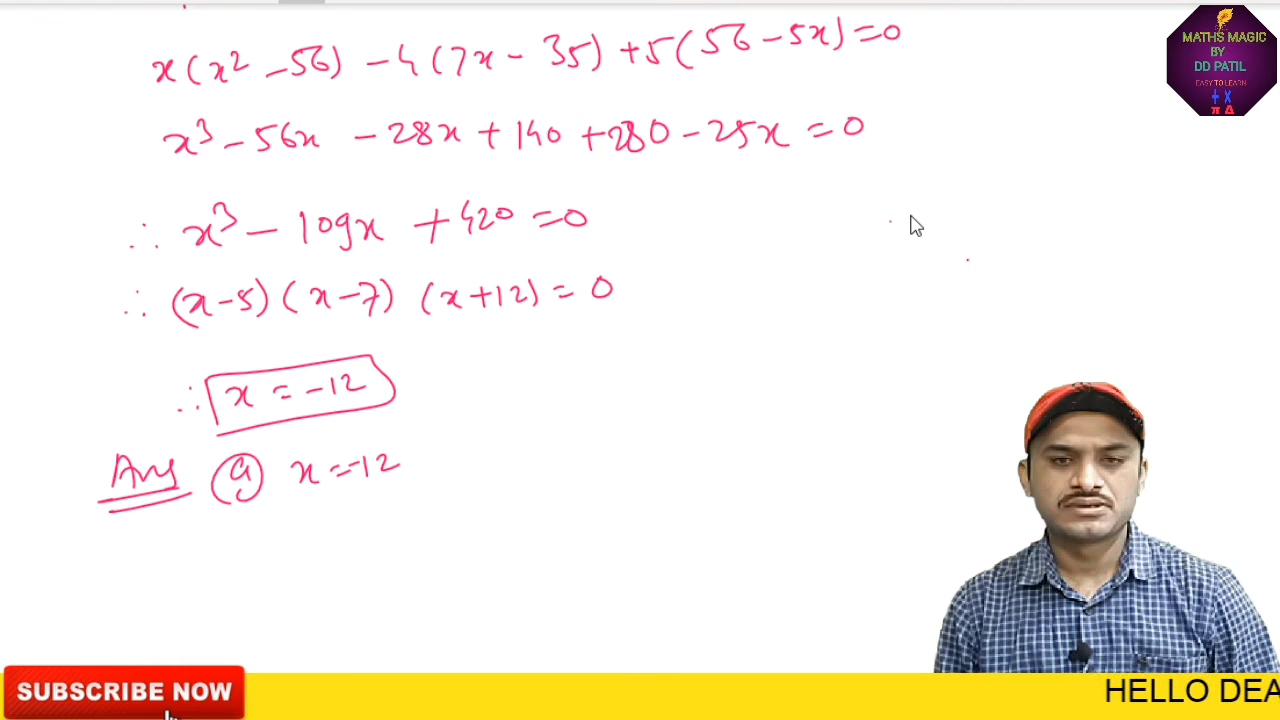 x(x² - 56) - 4(7x - 35) + 5(56 - 5x) = 0
x³ - 56x - 28x + 140 + 280 - 25x = 0
∴ x³ - 109x + 420 = 0
∴ (x - 5)(x - 7) (x + 12) = 0
∴ x = -12
Ans (a) x = -12
MATHS MAGIC
BY
DD PATIL
EASY TO LEARN
+ X
π Δ
SUBSCRIBE NOW
HELLO DEA